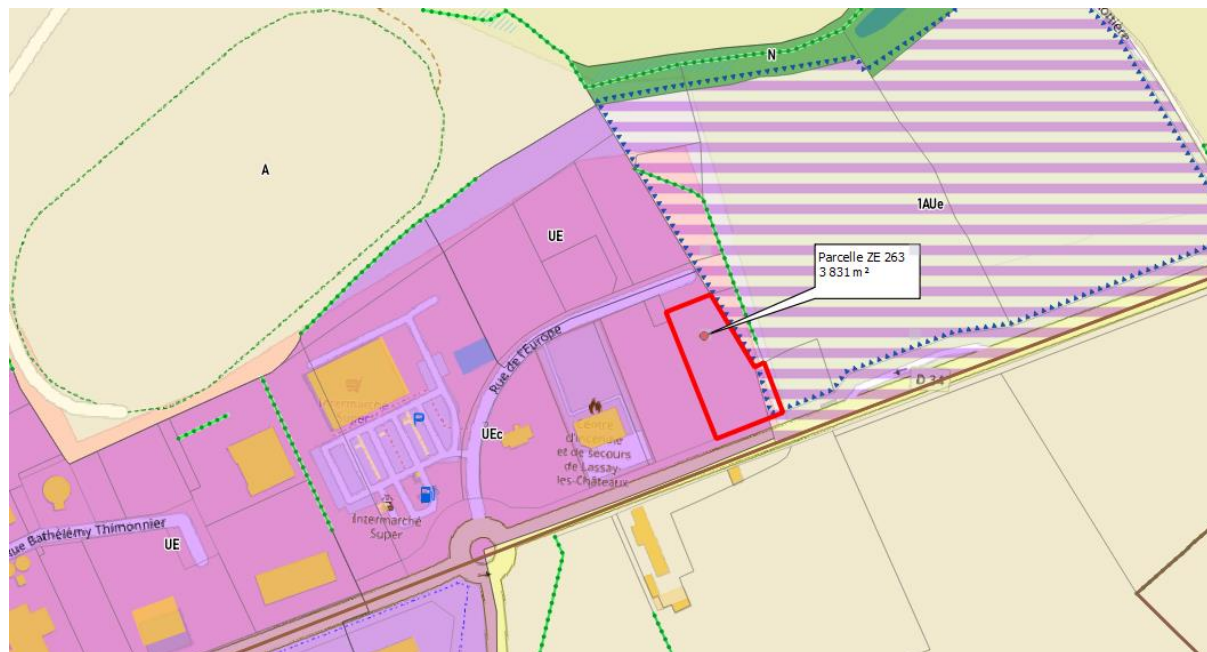 N
A
1AUe
UE
Parcelle ZE 263
3 831 m²
Rue de l'Europe
D 34
Intermarché
Super
UEc
Centre
d'incendie
et de secours
de Lassay-
les-Châteaux
Intermarché
Super
Rue Bathélémy Thimonnier
UE